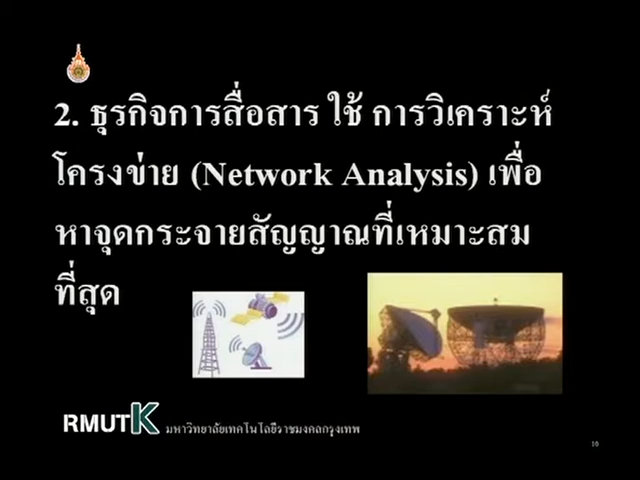 2. ธุรกิจการสื่อสาร ใช้ การวิเคราะห์
โครงข่าย (Network Analysis) เพื่อ
หาจุดกระจายสัญญาณที่เหมาะสม
ที่สุด
RMUTK มหาวิทยาลัยเทคโนโลยีราชมงคลกรุงเทพ
10